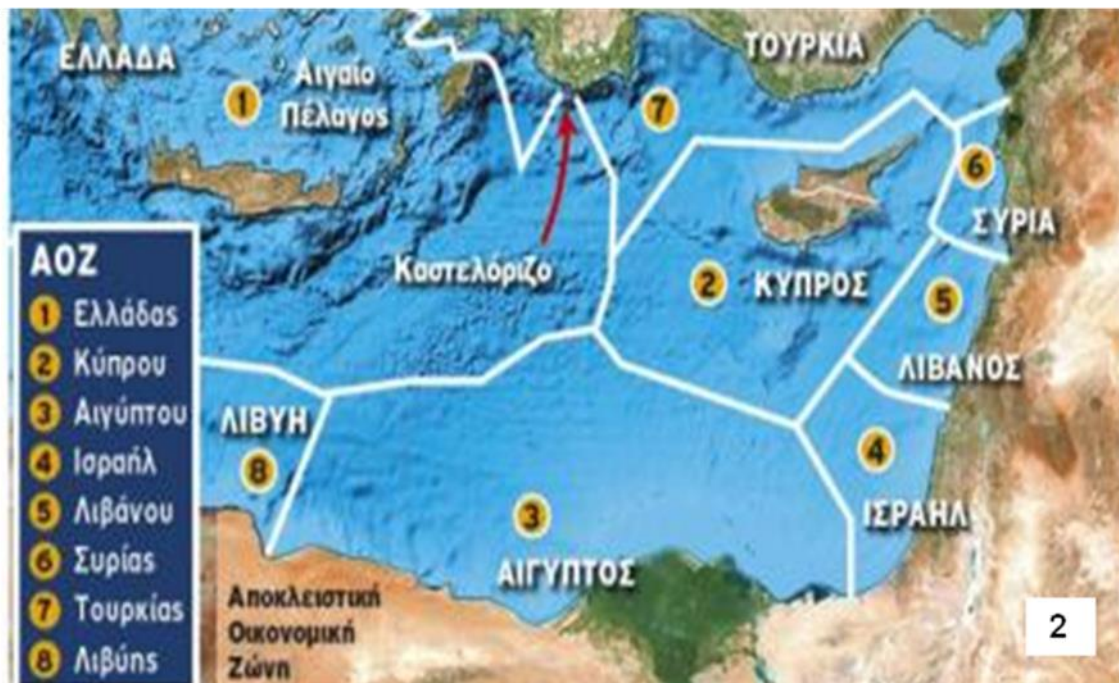 ΕΛΛΑΔΑ
ΤΟΥΡΚΙΑ
Αιγαίο
Πέλαγος
1
7
6
ΣΥΡΙΑ
Καστελόριζο
2
ΚΥΠΡΟΣ
5
ΛΙΒΑΝΟΣ
ΛΙΒΥΗ
8
4
ΙΣΡΑΗΛ
3
ΑΙΓΥΠΤΟΣ
ΑΟΖ
1 Ελλάδας
2 Κύπρου
3 Αιγύπτου
4 Ισραήλ
5 Λιβάνου
6 Συρίας
7 Τουρκίας
8 Λιβύης
Αποκλειστική
Οικονομική
Ζώνη
2